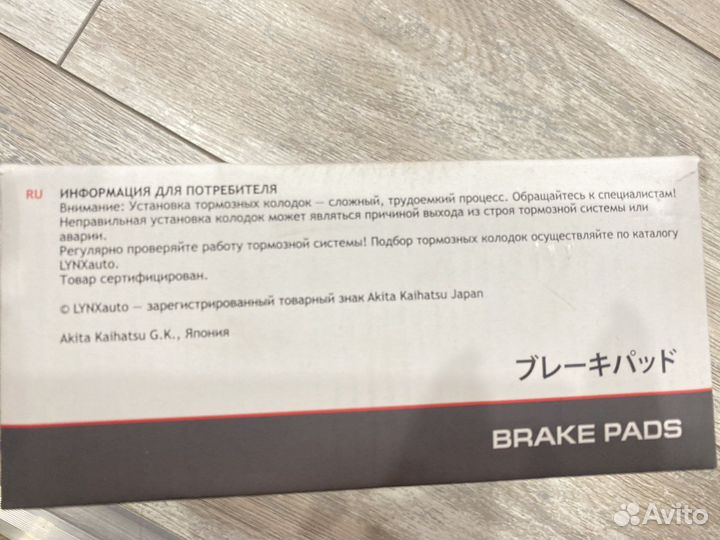 RU
ИНФОРМАЦИЯ ДЛЯ ПОТРЕБИТЕЛЯ
Внимание: Установка тормозных колодок — сложный, трудоемкий процесс. Обращайтесь к специалистам!
Неправильная установка колодок может являться причиной выхода из строя тормозной системы или
аварии.
Регулярно проверяйте работу тормозной системы! Подбор тормозных колодок осуществляйте по каталогу
LYNXauto.
Товар сертифицирован.
© LYNXauto — зарегистрированный товарный знак Akita Kaihatsu Japan
Akita Kaihatsu G.K., Япония
ブレーキパッド
BRAKE PADS
Avito